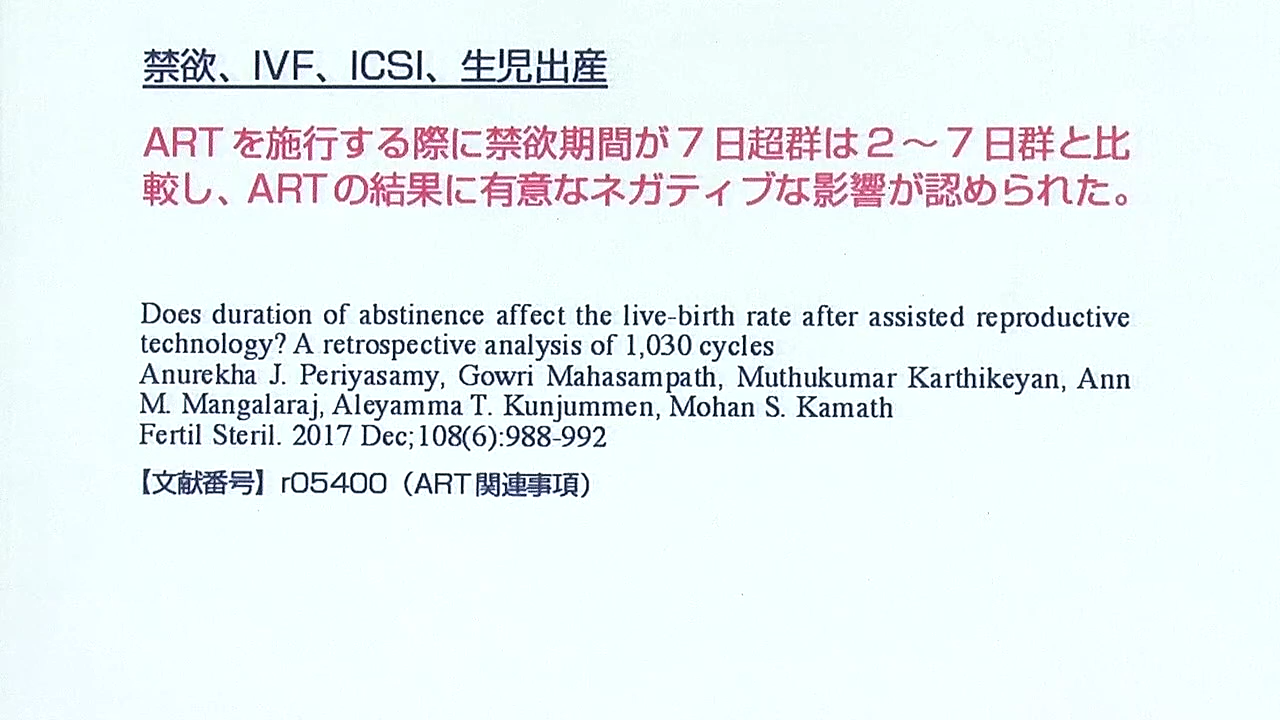 禁欲、IVF、ICSI、生児出産
ARTを施行する際に禁欲期間が7日超群は2～7日群と比
較し、ARTの結果に有意なネガティブな影響が認められた。
Does duration of abstinence affect the live-birth rate after assisted reproductive
technology? A retrospective analysis of 1,030 cycles
Anurekha J. Periyasamy, Gowri Mahasampath, Muthukumar Karthikeyan, Ann
M. Mangalaraj, Aleyamma T. Kunjummen, Mohan S. Kamath
Fertil Steril. 2017 Dec;108(6):988-992
【文献番号】r05400（ART関連事項）